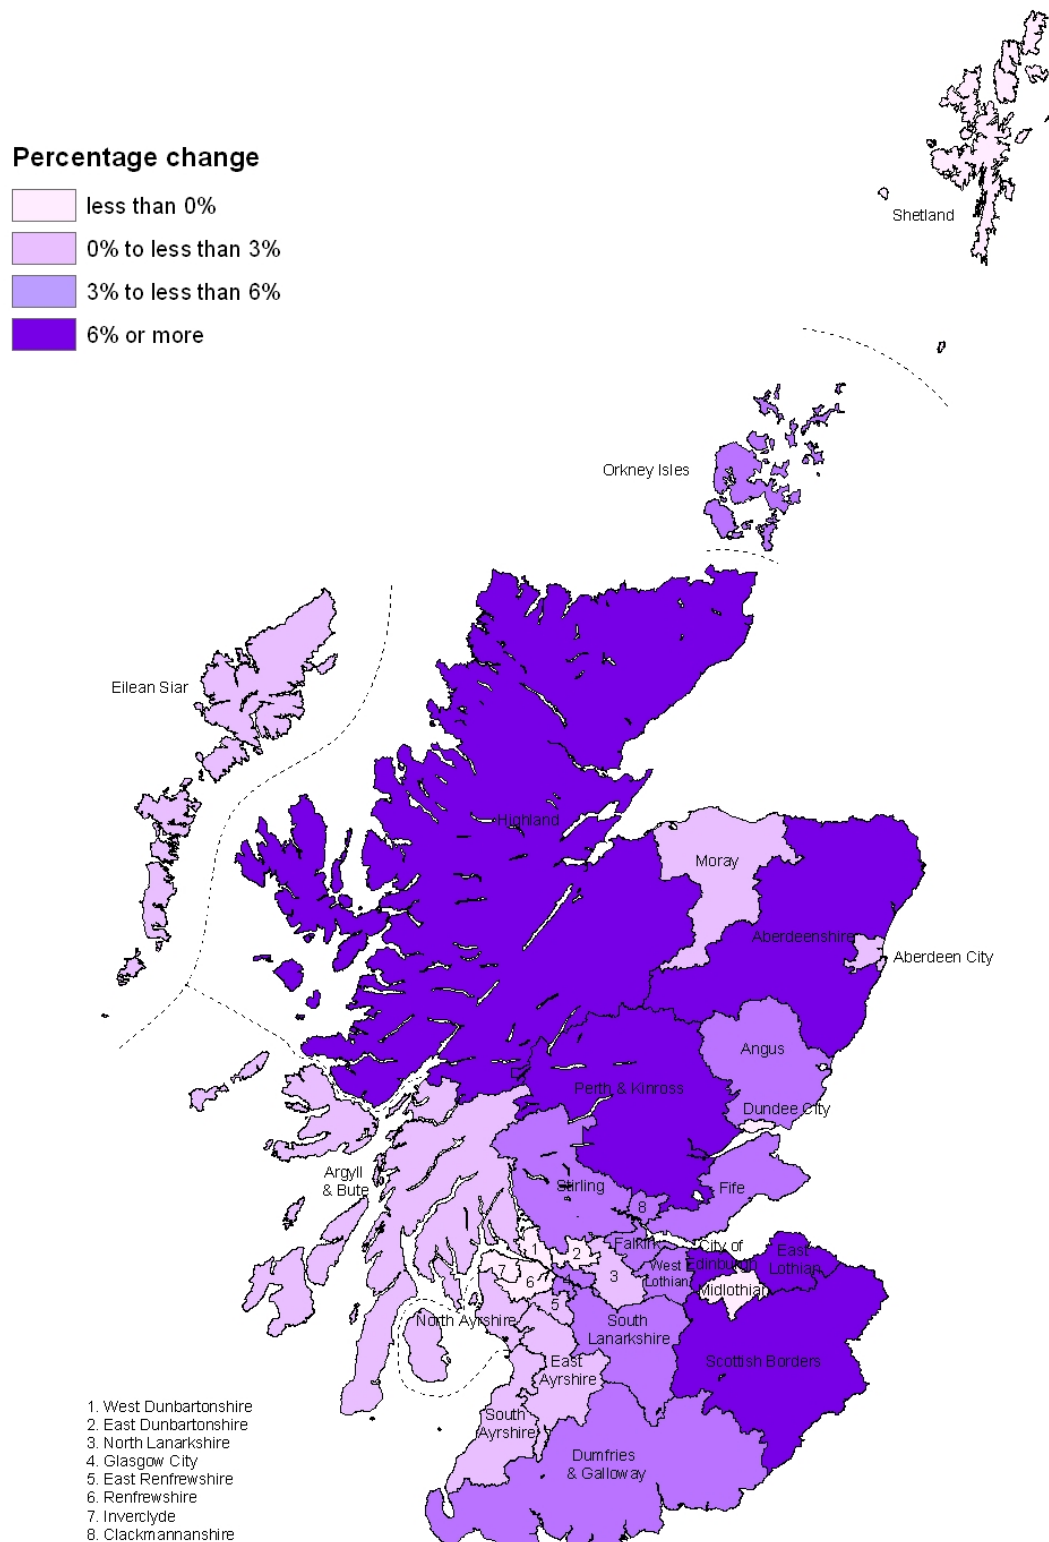 Percentage change
less than 0%
0% to less than 3%
3% to less than 6%
6% or more
Shetland
Orkney Isles
Eilean Siar
Highland
Moray
Aberdeenshire
Aberdeen City
Angus
Perth & Kinross
Dundee City
Argyll
& Bute
Stirling
Fife
8
1
2
Falkirk
City of
Edinburgh
East
Lothian
West
Lothian
Midlothian
7
6
4
3
5
North Ayrshire
South
Lanarkshire
East
Ayrshire
Scottish Borders
South
Ayrshire
Dumfries
& Galloway
1. West Dunbartonshire
2. East Dunbartonshire
3. North Lanarkshire
4. Glasgow City
5. East Renfrewshire
6. Renfrewshire
7. Inverclyde
8. Clackmannanshire